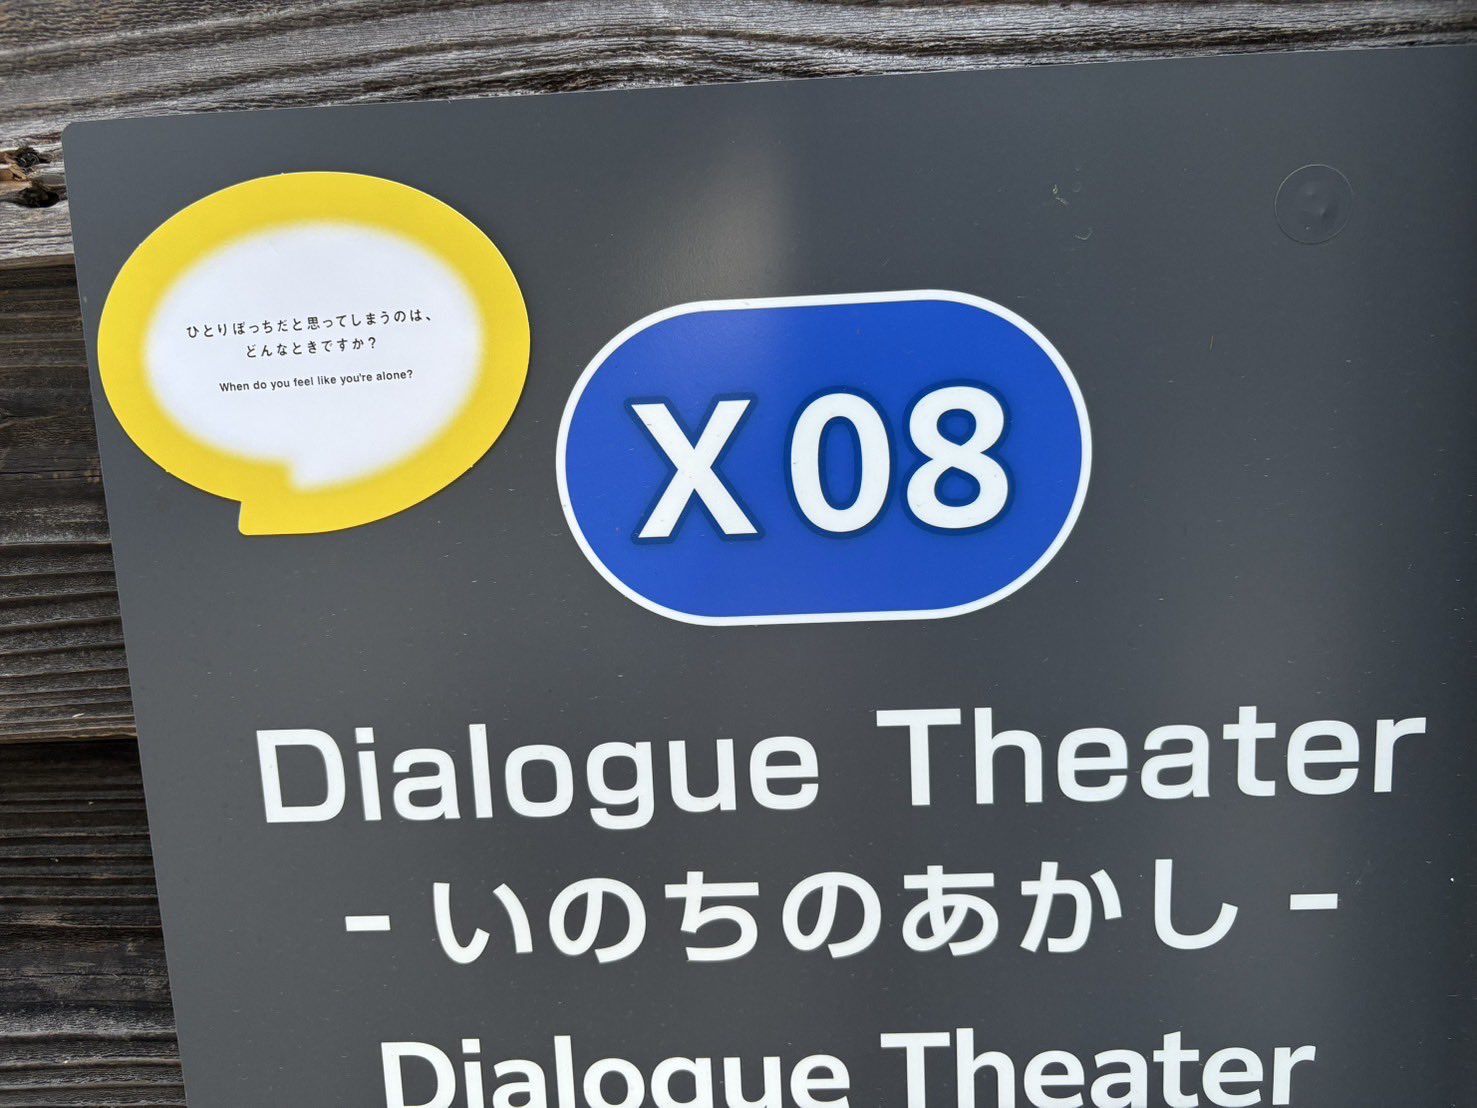 ひとりぼっちだと思ってしまうのは、
どんなときですか？
When do you feel like you're alone?
X 08
Dialogue Theater
- いのちのあかし -
Dialogue Theater